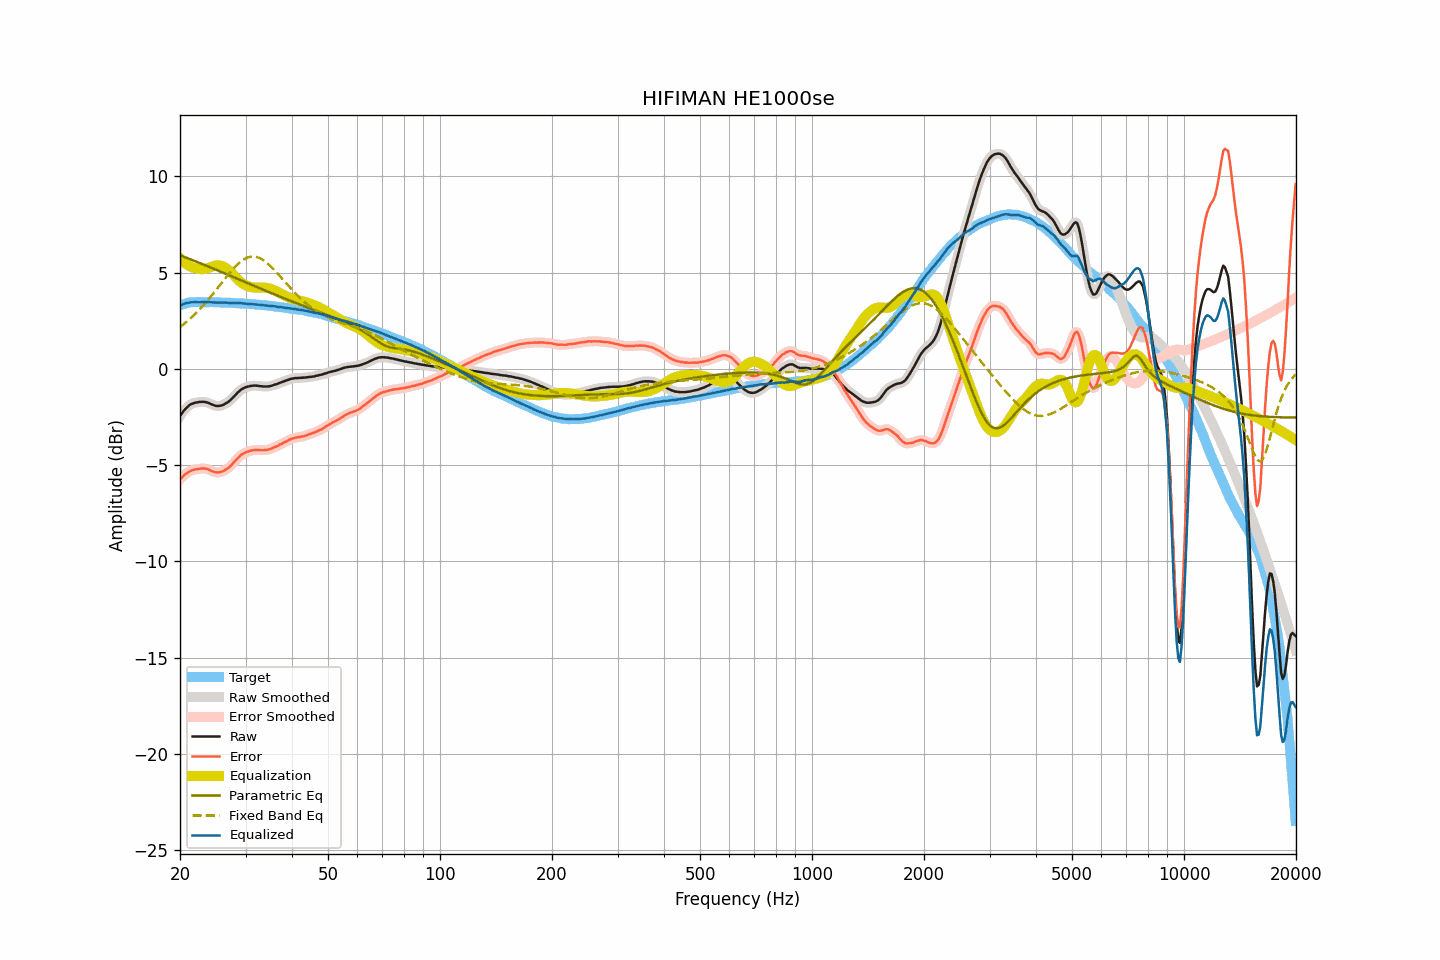 HIFIMAN HE1000se
Amplitude (dBr)
10
5
0
−5
−10
−15
−20
−25
Target
Raw Smoothed
Error Smoothed
Raw
Error
Equalization
Parametric Eq
Fixed Band Eq
Equalized
20 50 100 200 500 1000 2000 5000 10000 20000
Frequency (Hz)